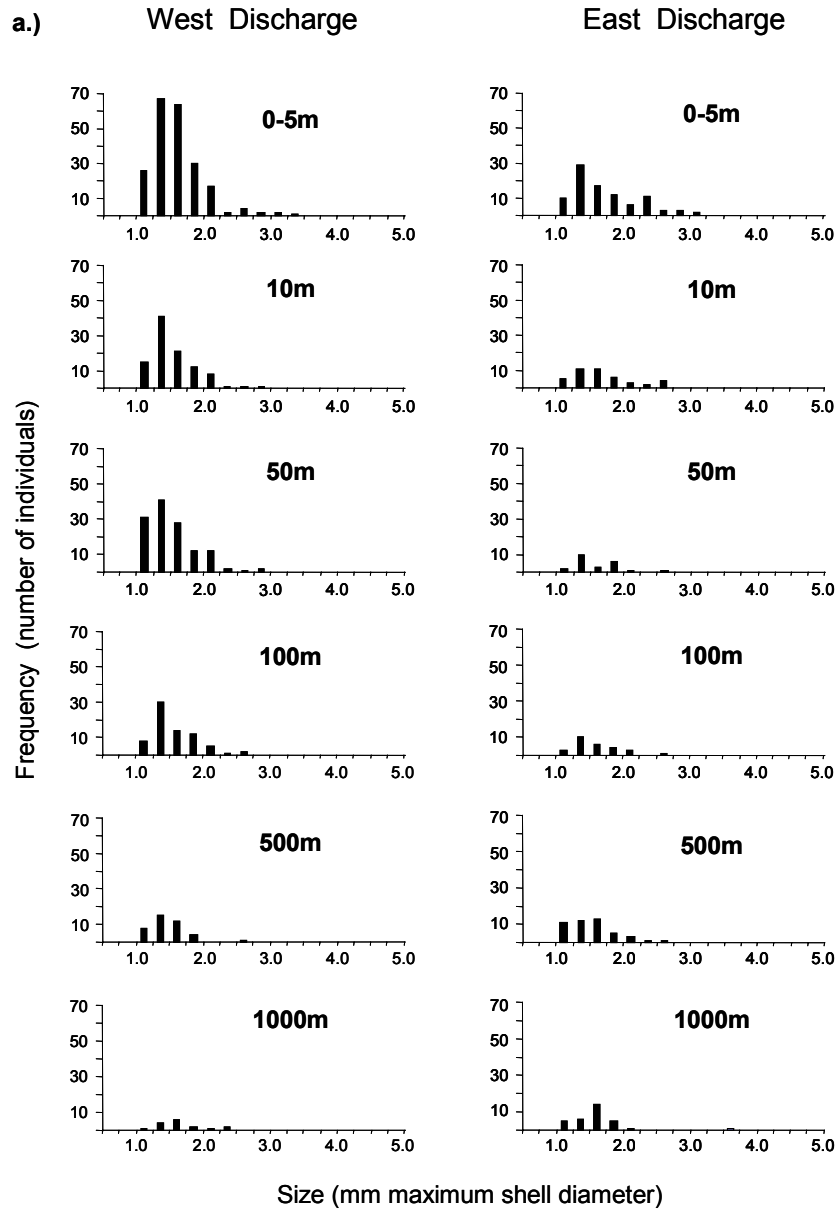 a.) West Discharge East Discharge
70 70
50 0-5m 50 0-5m
30 30
10 10
1.0 2.0 3.0 4.0 5.0 1.0 2.0 3.0 4.0 5.0
70 70
50 10m 50 10m
30 30
10 10
1.0 2.0 3.0 4.0 5.0 1.0 2.0 3.0 4.0 5.0
70 70
50 50m 50 50m
30 30
10 10
1.0 2.0 3.0 4.0 5.0 1.0 2.0 3.0 4.0 5.0
Frequency (number of individuals)
70 70
50 100m 50 100m
30 30
10 10
1.0 2.0 3.0 4.0 5.0 1.0 2.0 3.0 4.0 5.0
70 70
50 500m 50 500m
30 30
10 10
1.0 2.0 3.0 4.0 5.0 1.0 2.0 3.0 4.0 5.0
70 70
50 1000m 50 1000m
30 30
10 10
1.0 2.0 3.0 4.0 5.0 1.0 2.0 3.0 4.0 5.0
Size (mm maximum shell diameter)